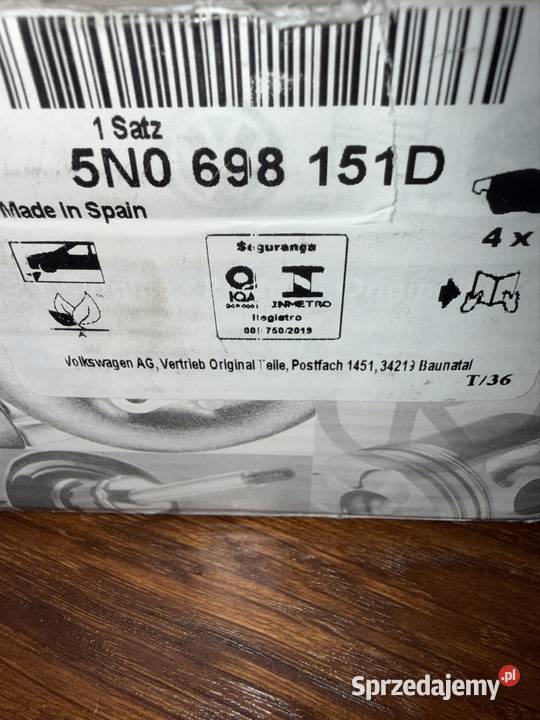 1 Satz
5N0 698 151D
Made In Spain
4 x
Segurança
IQA
INMETRO
Registro
750/2019
Volkswagen AG, Vertrieb Original Teile, Postfach 1451, 34219 Baunatal
T/36
Sprzedajemy.pl